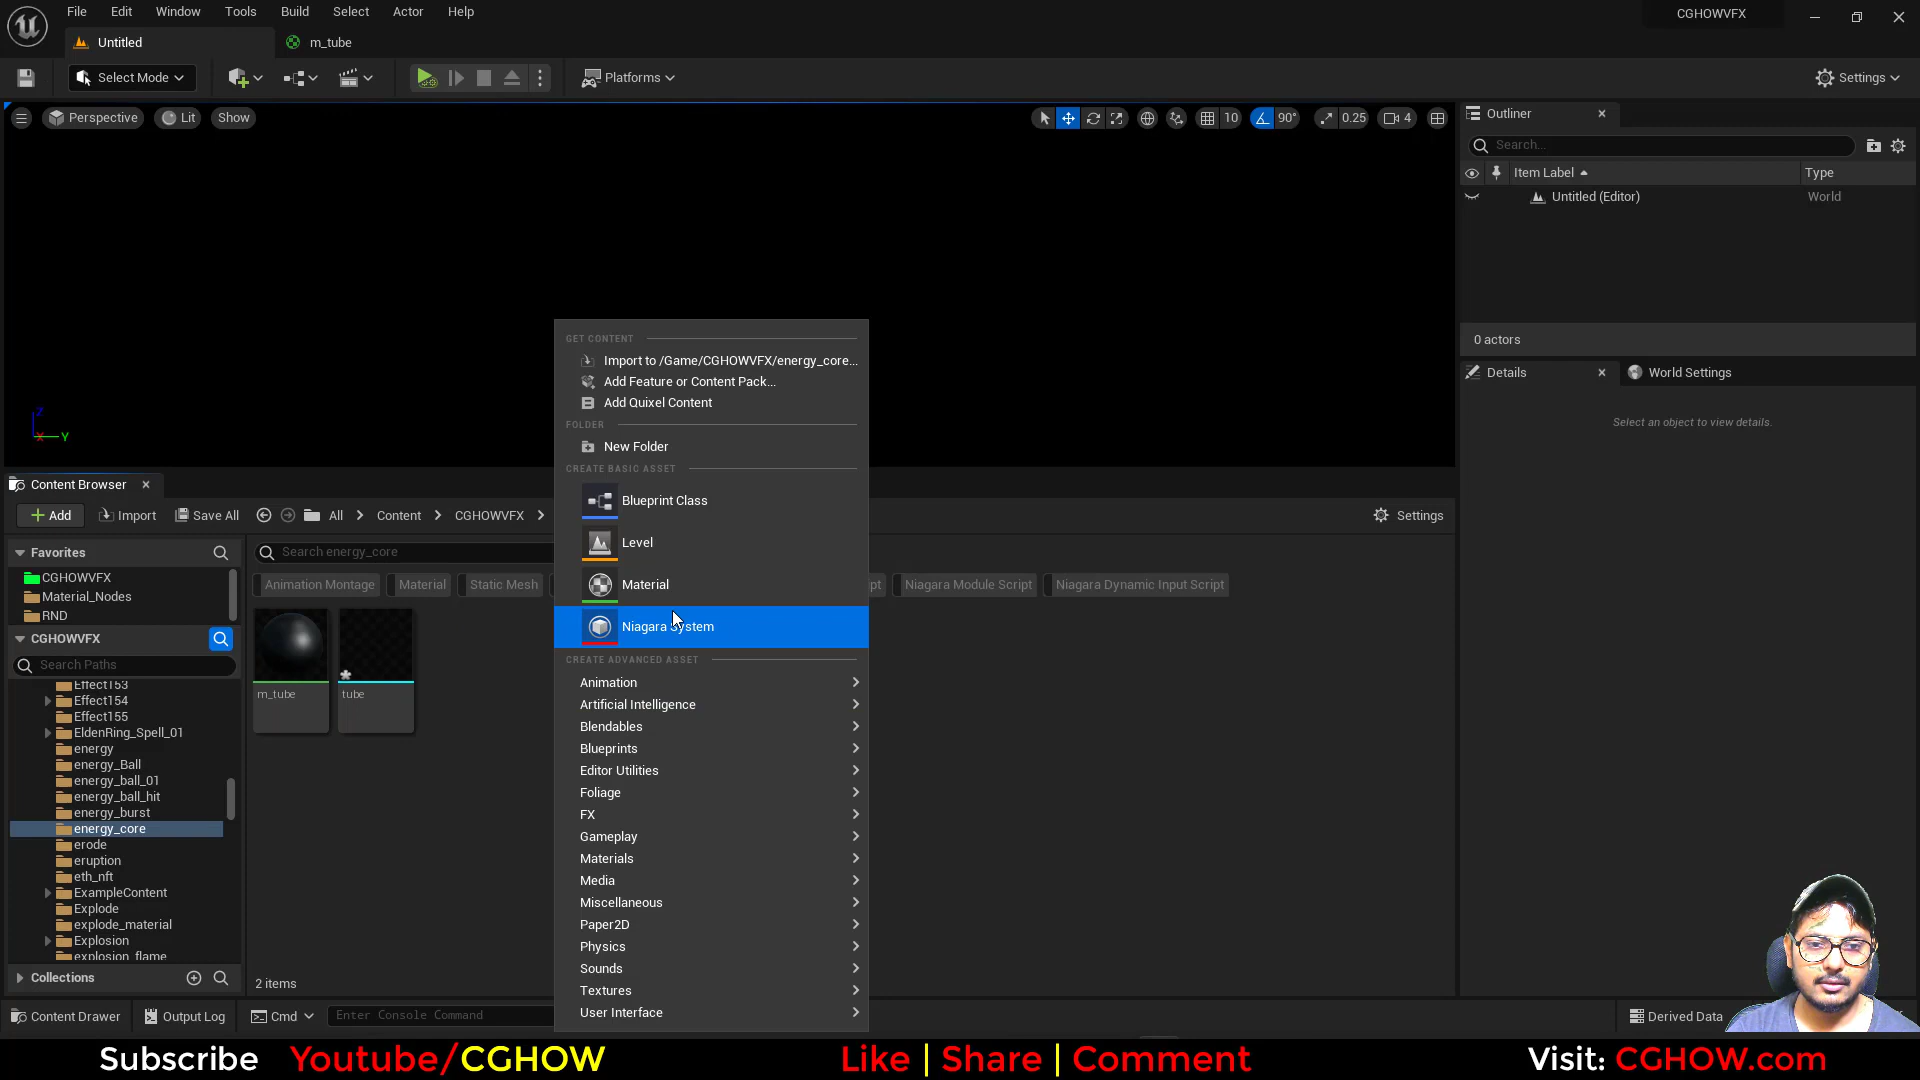 File Edit Window Tools Build Select Actor Help
CGHOWVFX
Untitled
m_tube
Select Mode
Platforms
Settings
Perspective
Lit
Show
10
90°
0.25
4
Outliner
Search...
Item Label
Type
Untitled (Editor)
World
0 actors
Details
World Settings
Select an object to view details.
Z
X
Y
GET CONTENT
Import to /Game/CGHOWVFX/energy_core...
Add Feature or Content Pack...
Add Quixel Content
FOLDER
New Folder
CREATE BASIC ASSET
Blueprint Class
Level
Material
Niagara System
CREATE ADVANCED ASSET
Animation
Artificial Intelligence
Blendables
Blueprints
Editor Utilities
Foliage
FX
Gameplay
Materials
Media
Miscellaneous
Paper2D
Physics
Sounds
Textures
User Interface
Content Browser
Add
Import
Save All
All
Content
CGHOWVFX
Settings
Favorites
CGHOWVFX
Material_Nodes
RND
CGHOWVFX
Search Paths
Effect153
Effect154
Effect155
EldenRing_Spell_01
energy
energy_Ball
energy_ball_01
energy_ball_hit
energy_burst
energy_core
erode
eruption
eth_nft
ExampleContent
Explode
explode_material
Explosion
explosion_flame
Collections
Search energy_core
Animation Montage
Material
Static Mesh
pt
Niagara Module Script
Niagara Dynamic Input Script
m_tube
tube
2 items
Content Drawer
Output Log
Cmd
Enter Console Command
Derived Data
Subscribe Youtube/CGHOW
Like | Share | Comment
Visit: CGHOW.com